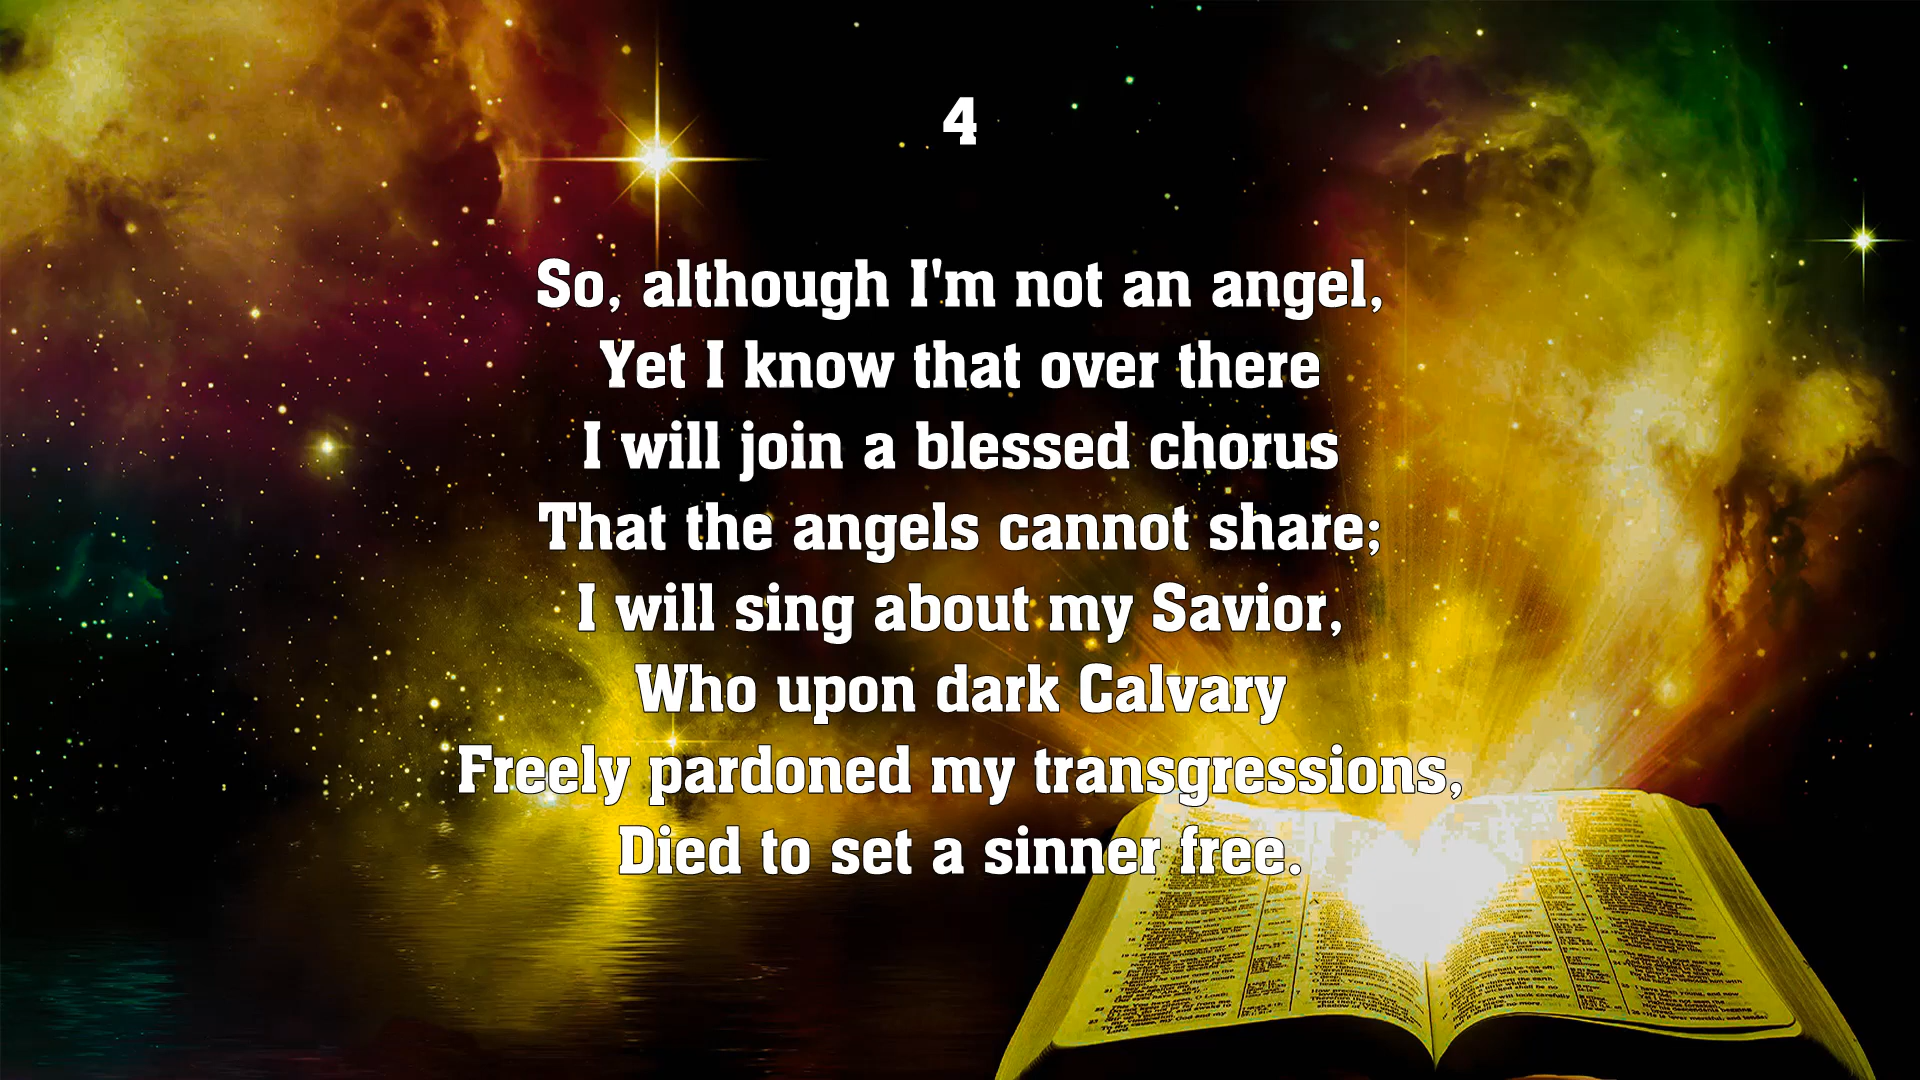 4
So, although I'm not an angel,
Yet I know that over there
I will join a blessed chorus
That the angels cannot share;
I will sing about my Savior,
Who upon dark Calvary
Freely pardoned my transgressions,
Died to set a sinner free.